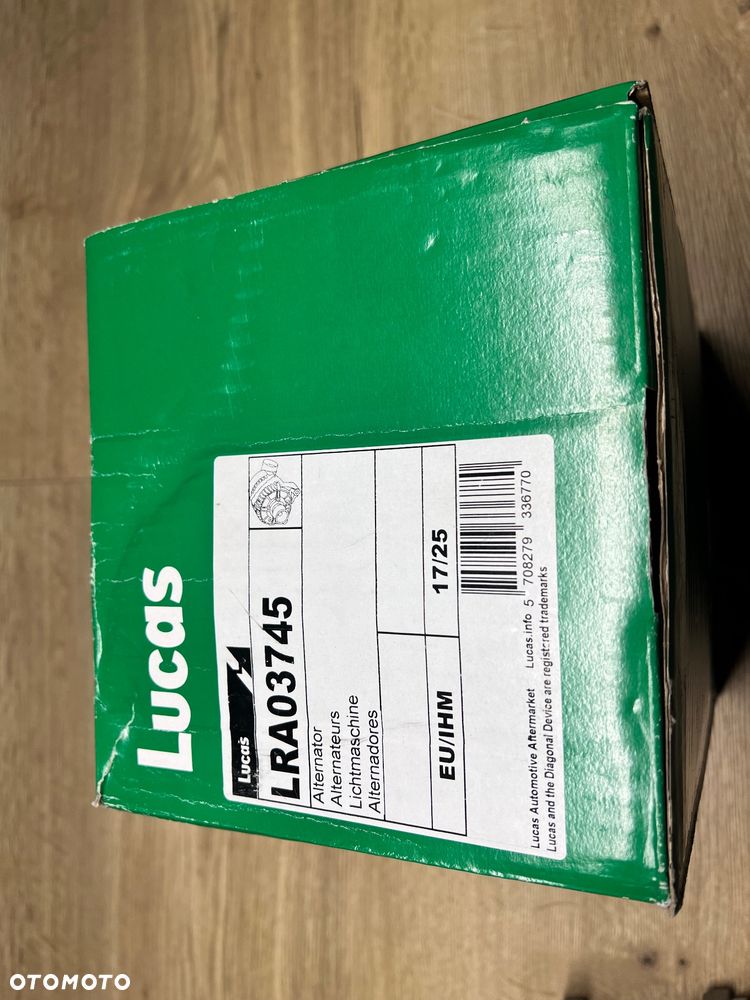 Lucas
Lucas
LRA03745
Alternator
Alternateurs
Lichtmaschine
Alternadores
EU/IHM
17/25
5 708279 336770
Lucas Automotive Aftermarket Lucas.info
Lucas and the Diagonal Device are registered trademarks
OTOMOTO